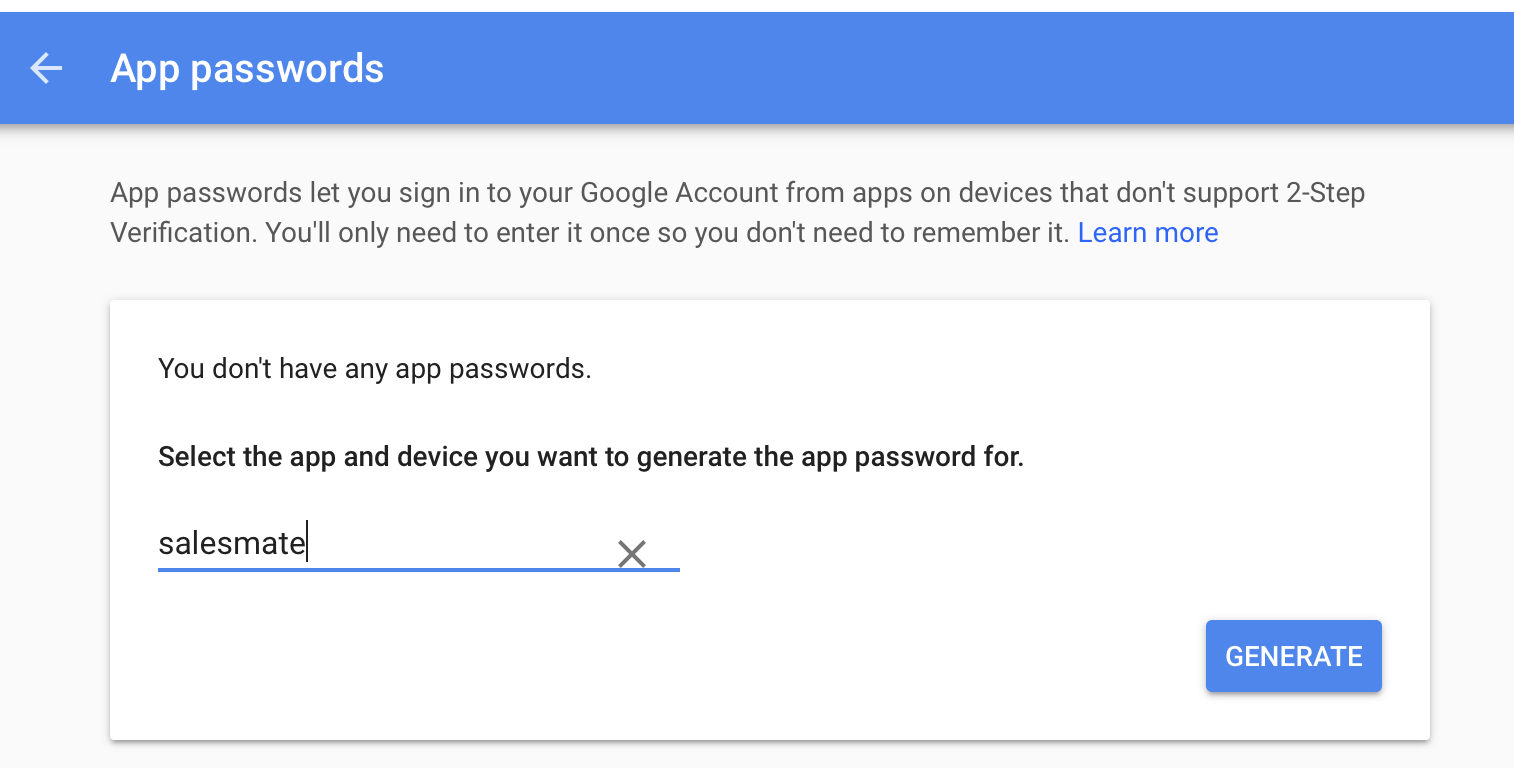 App passwords
App passwords let you sign in to your Google Account from apps on devices that don't support 2-Step
Verification. You'll only need to enter it once so you don't need to remember it. Learn more
You don't have any app passwords.
Select the app and device you want to generate the app password for.
salesmate
GENERATE